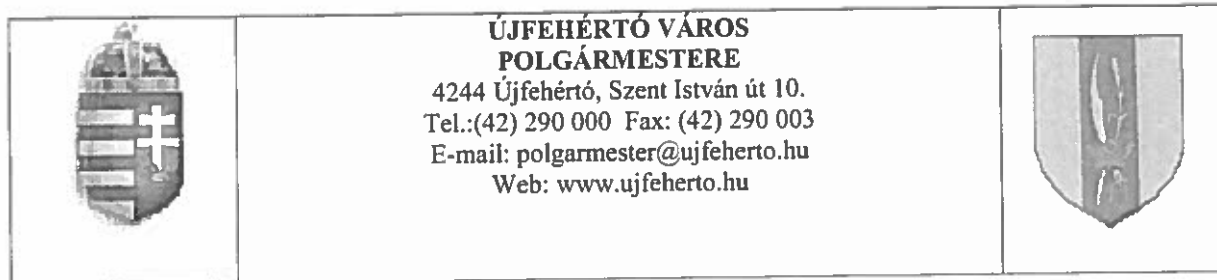 ÚJFEHÉRTÓ VÁROS
POLGÁRMESTERE
4244 Újfehértó, Szent István út 10.
Tel.:(42) 290 000 Fax: (42) 290 003
E-mail: polgarmester@ujfeherto.hu
Web: www.ujfeherto.hu